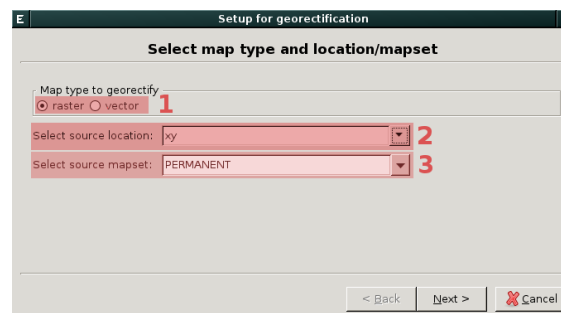 E Setup for georectification
Select map type and location/mapset
Map type to georectify
raster vector 1
Select source location: xy 2
Select source mapset: PERMANENT 3
< Back Next > Cancel